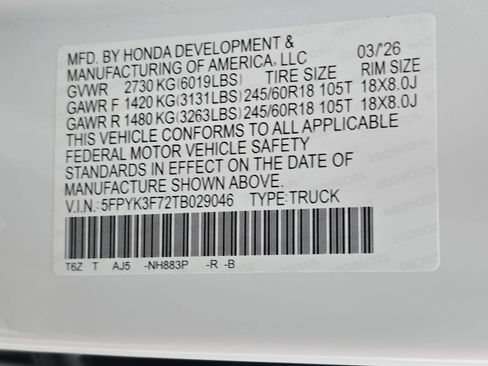 MFD. BY HONDA DEVELOPMENT &
MANUFACTURING OF AMERICA, LLC 03/'26
GVWR 2730 KG(6019LBS) TIRE SIZE RIM SIZE
GAWR F 1420 KG(3131LBS) 245/60R18 105T 18X8.0J
GAWR R 1480 KG(3263LBS) 245/60R18 105T 18X8.0J
THIS VEHICLE CONFORMS TO ALL APPLICABLE
FEDERAL MOTOR VEHICLE SAFETY
STANDARDS IN EFFECT ON THE DATE OF
MANUFACTURE SHOWN ABOVE.
V.I.N.: 5FPYK3F72TB029046 TYPE:TRUCK
T6Z T AJ5 -NH883P -R -B